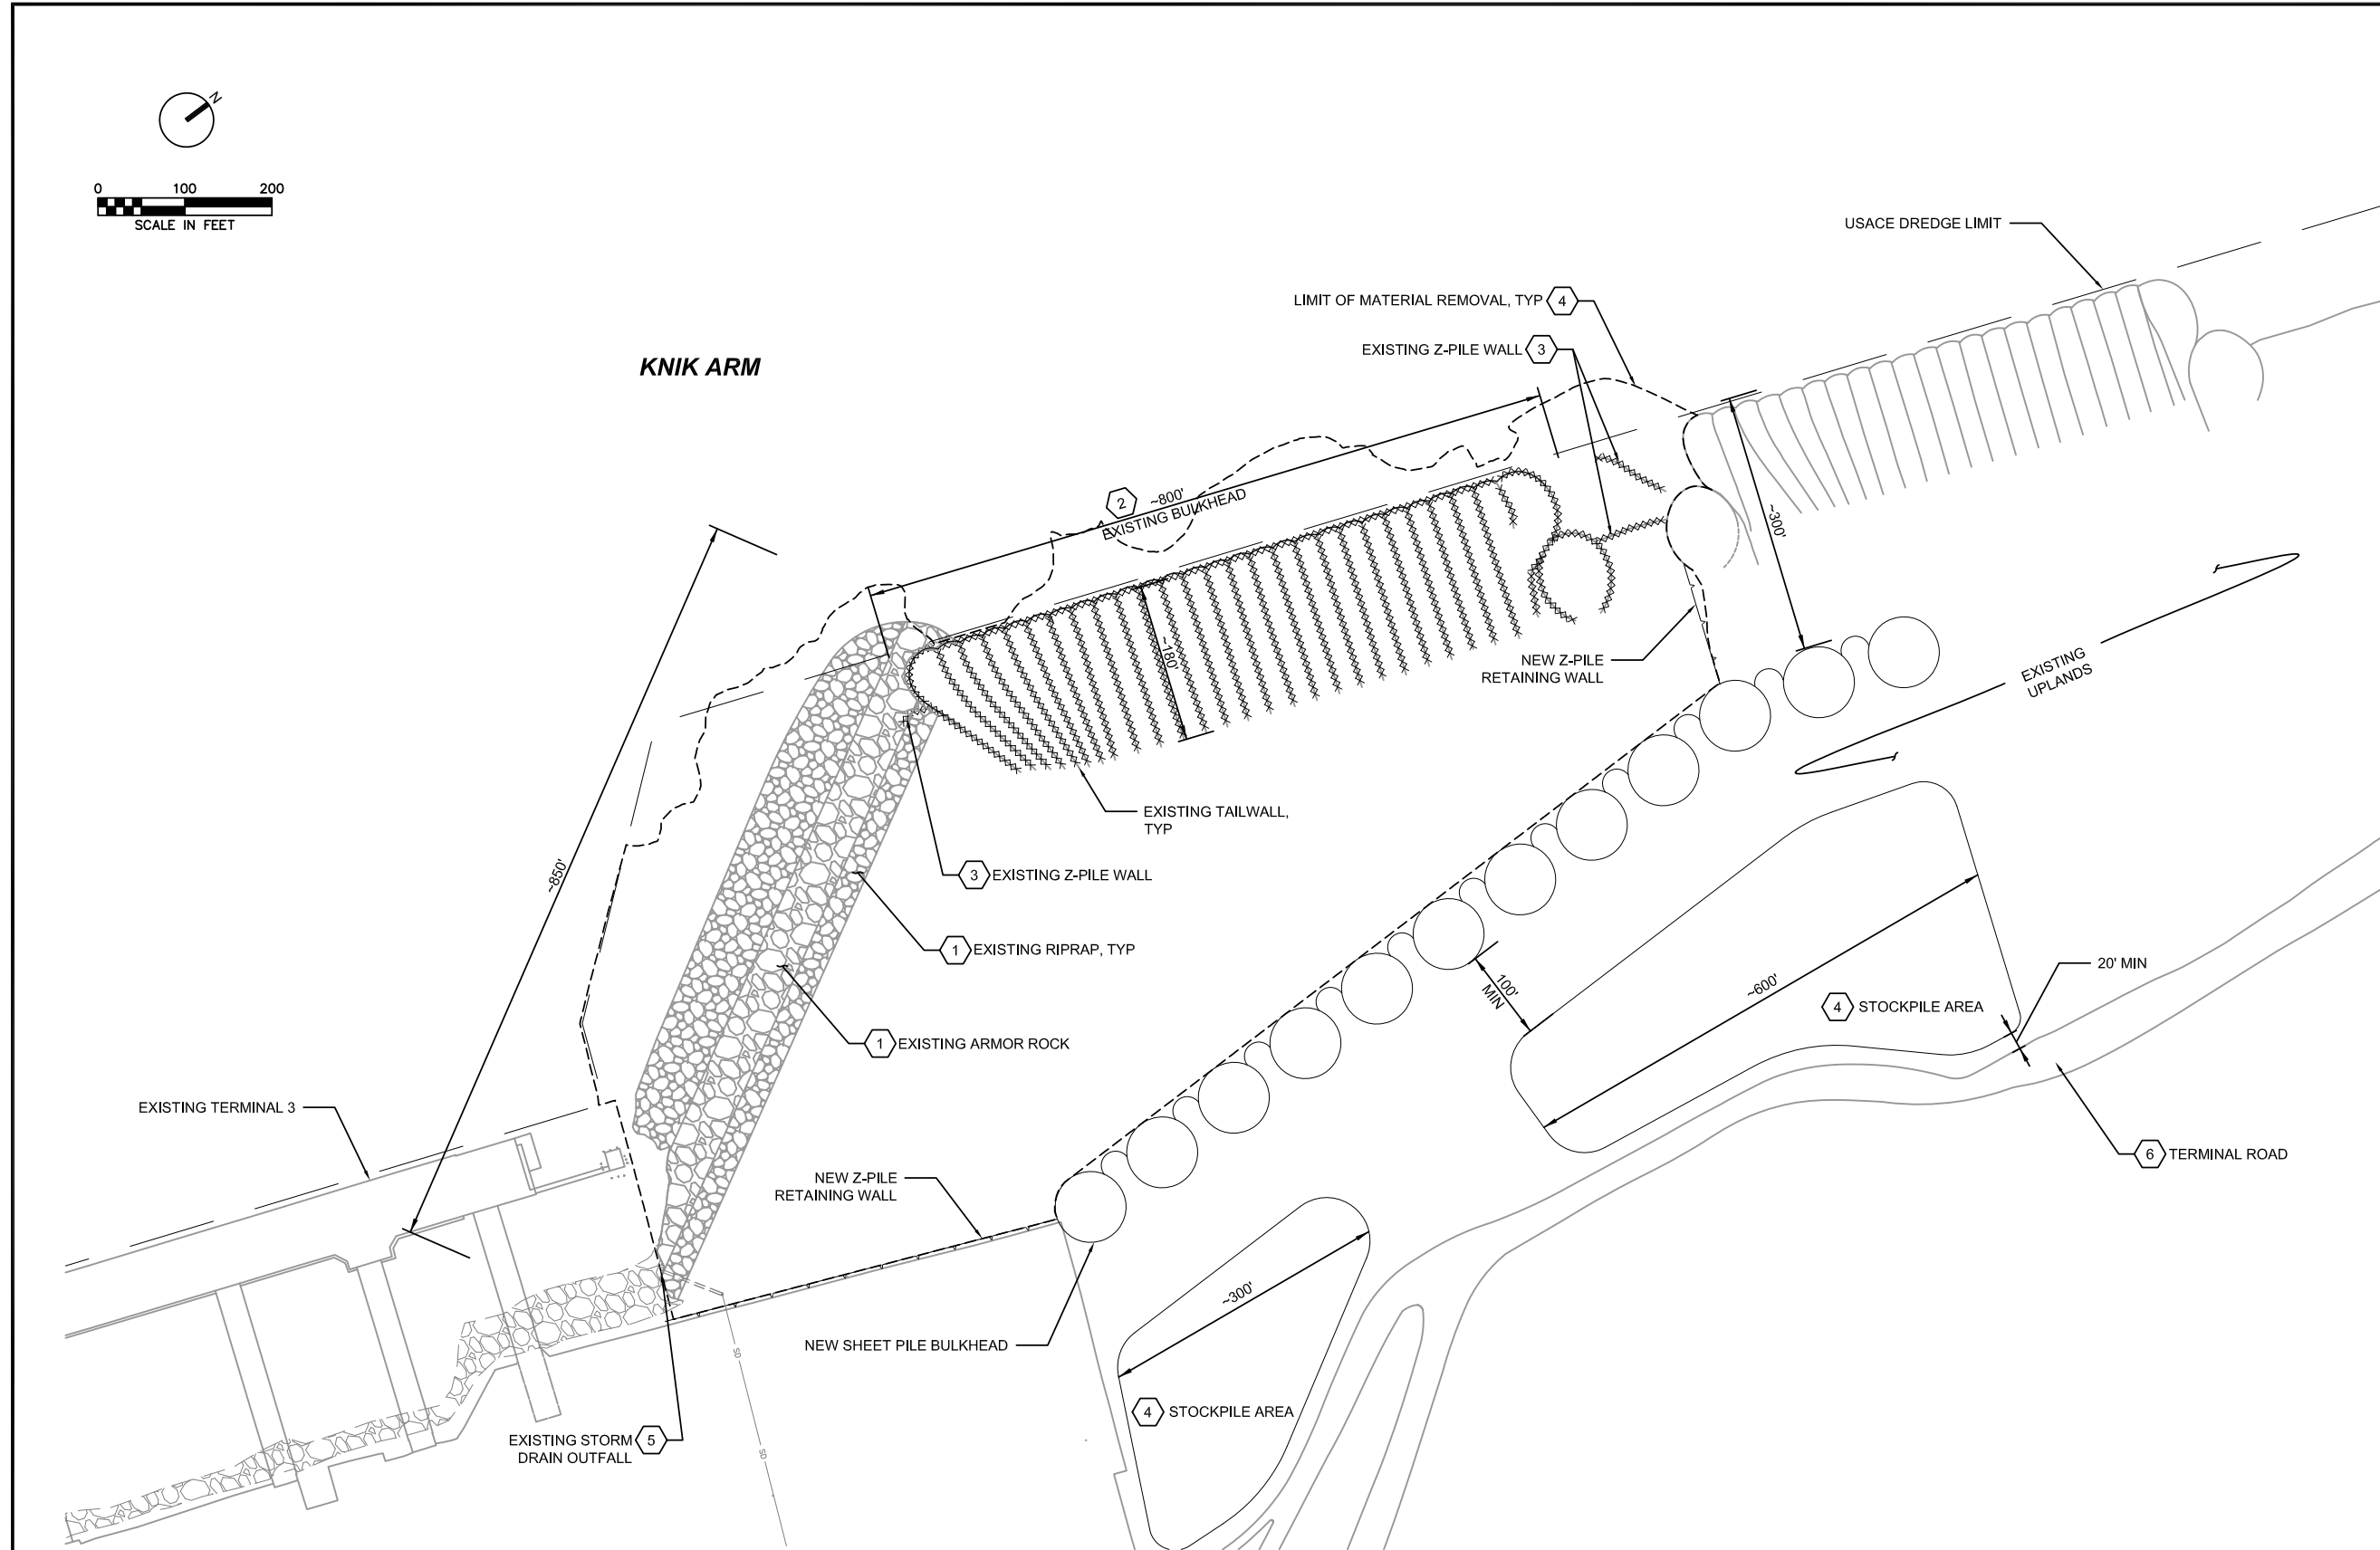 N
0 100 200
SCALE IN FEET
USACE DREDGE LIMIT
LIMIT OF MATERIAL REMOVAL, TYP 4
EXISTING Z-PILE WALL 3
KNIK ARM
2 ~800'
EXISTING BULKHEAD
~300'
~180'
NEW Z-PILE
RETAINING WALL
EXISTING
UPLANDS
EXISTING TAILWALL,
TYP
~850'
3 EXISTING Z-PILE WALL
1 EXISTING RIPRAP, TYP
100'
MIN
~600'
20' MIN
4 STOCKPILE AREA
1 EXISTING ARMOR ROCK
EXISTING TERMINAL 3
6 TERMINAL ROAD
NEW Z-PILE
RETAINING WALL
~300'
NEW SHEET PILE BULKHEAD
SD
4 STOCKPILE AREA
EXISTING STORM 5
DRAIN OUTFALL
SD